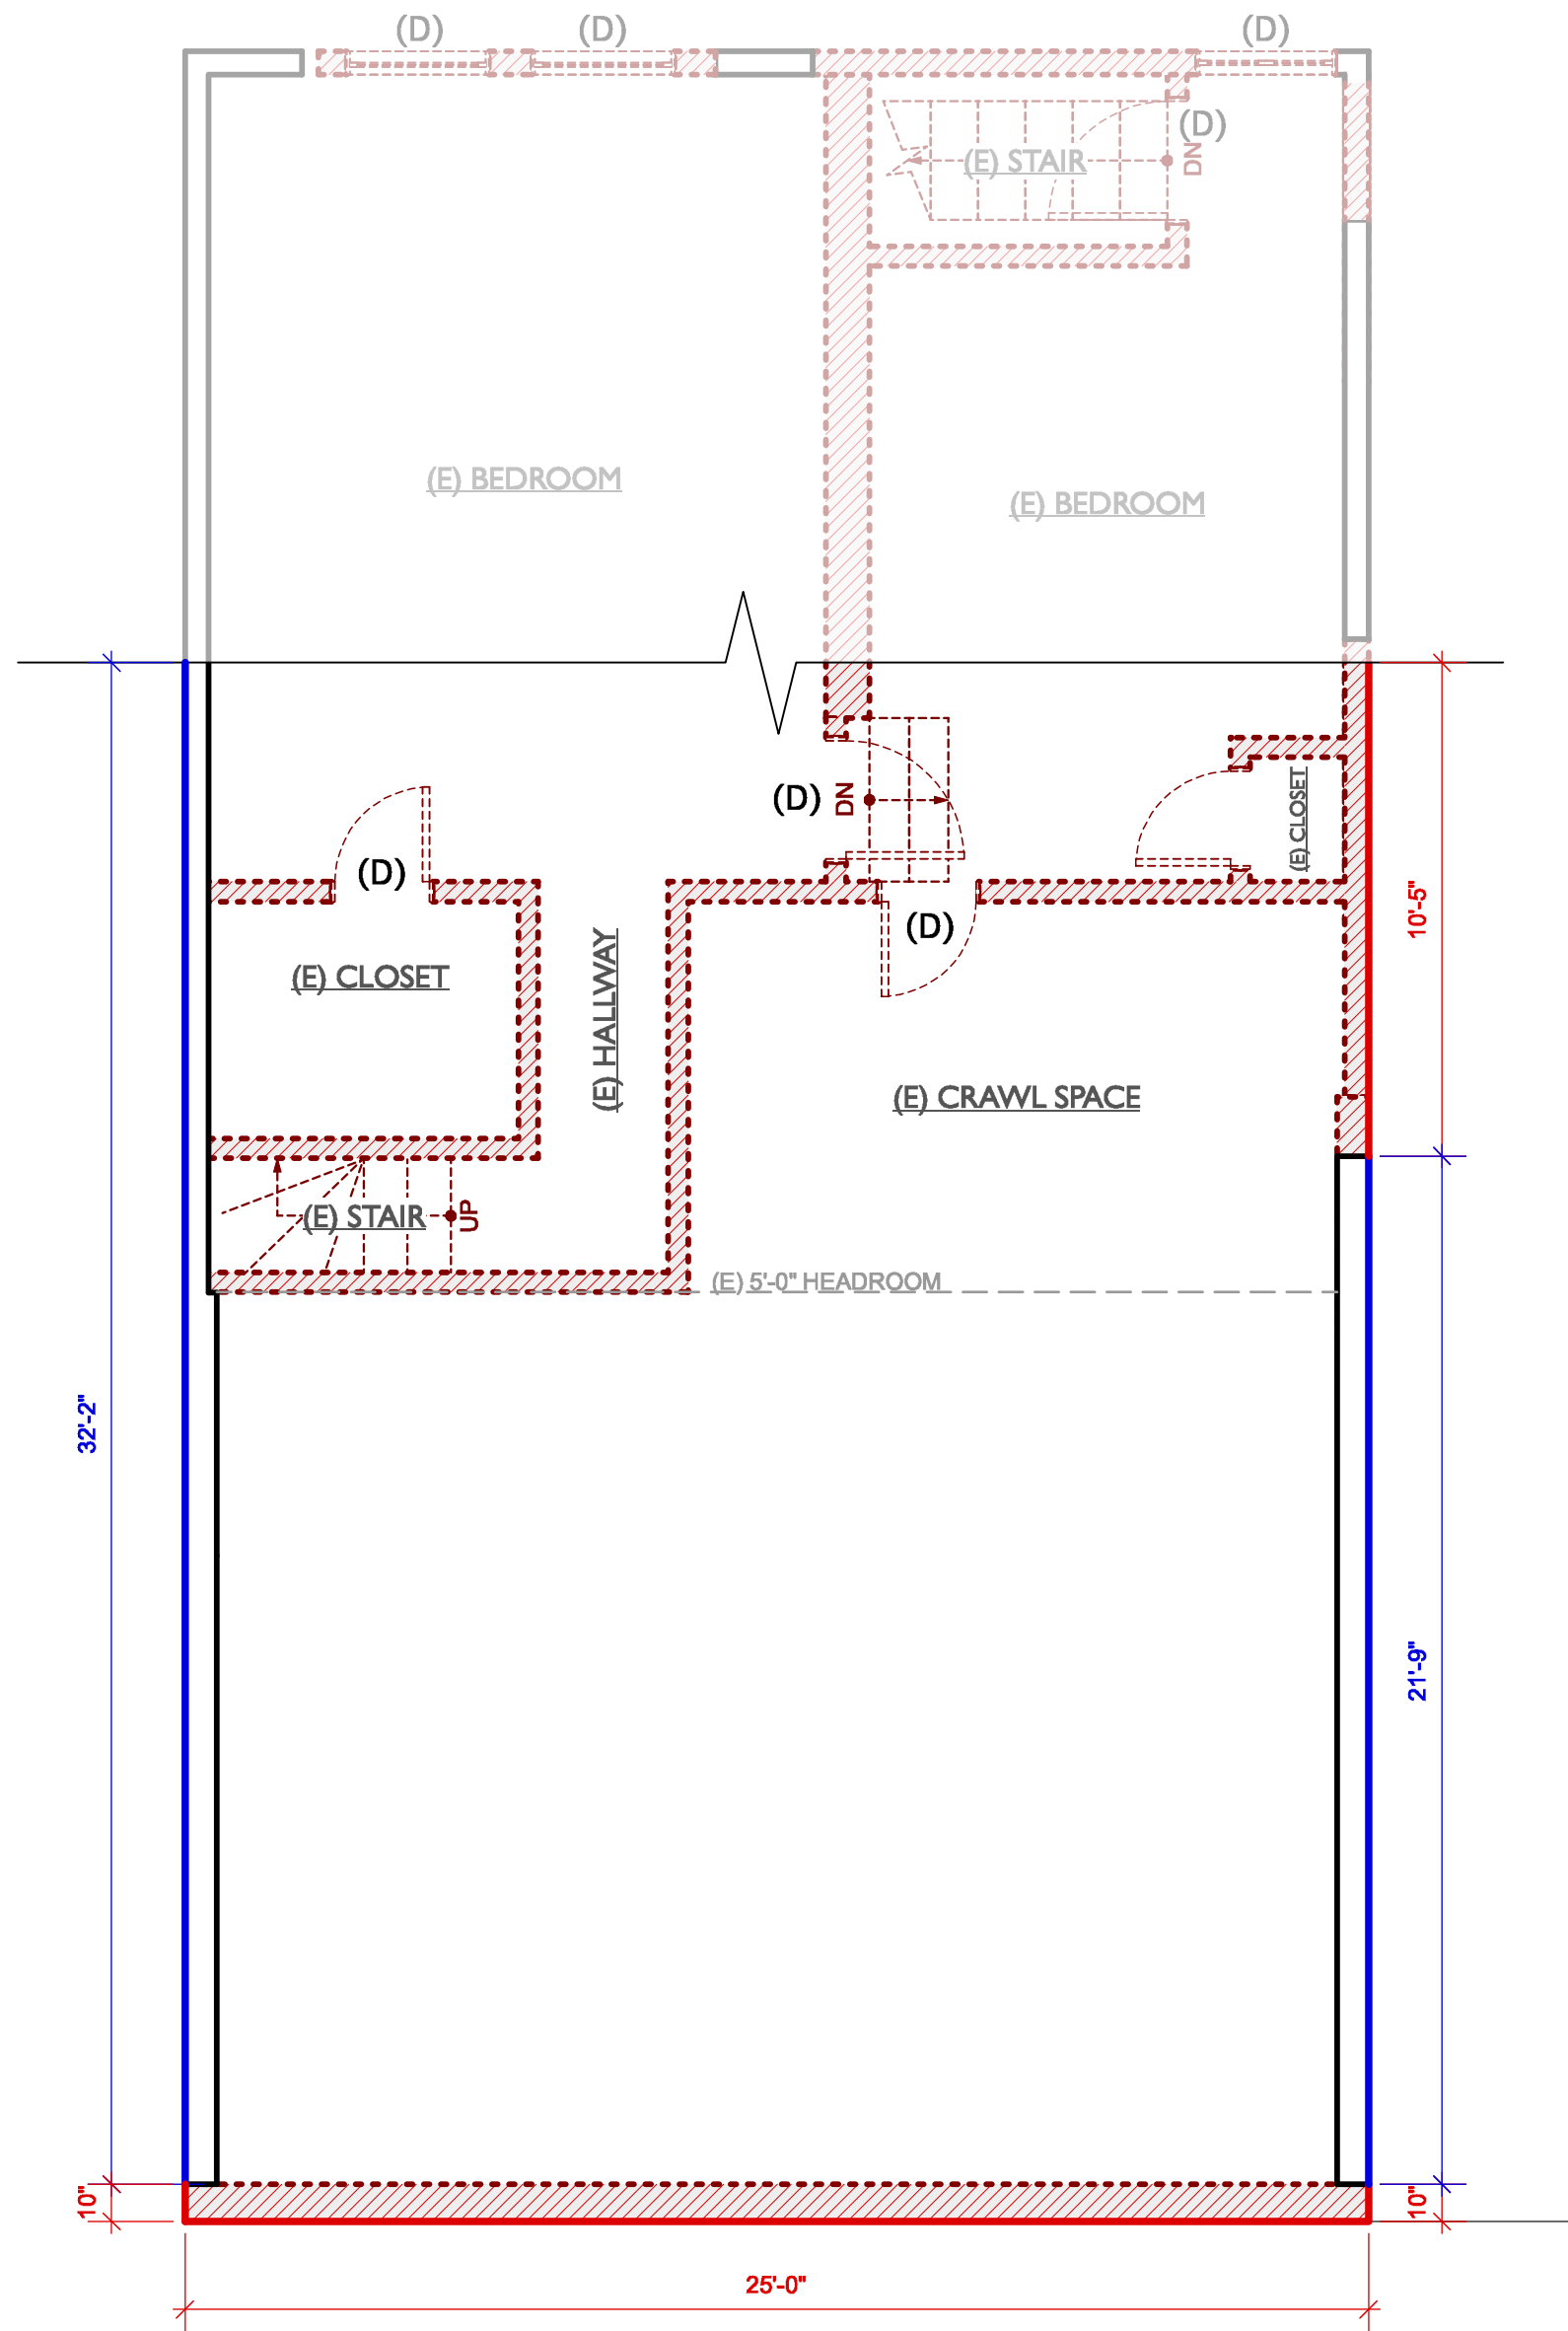 (D)
(D)
(D)
(D)
(E) STAIR
DN
(E) BEDROOM
(E) BEDROOM
(D)
DN
(E) CLOSET
(D)
(D)
10'-5"
(E) CLOSET
(E) HALLWAY
(E) CRAWL SPACE
(E) STAIR
UP
(E) 5'-0" HEADROOM
32'-2"
21'-9"
10"
10"
25'-0"